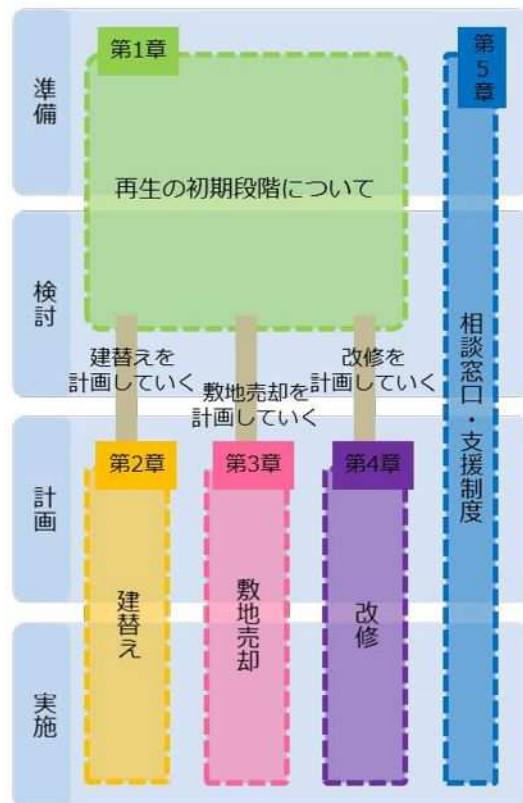 準備
第1章
第5章
再生の初期段階について
検討
建替えを
計画していく
敷地売却を
計画していく
改修を
計画していく
相談窓口・支援制度
計画
第2章
第3章
第4章
建替え
敷地売却
改修
実施